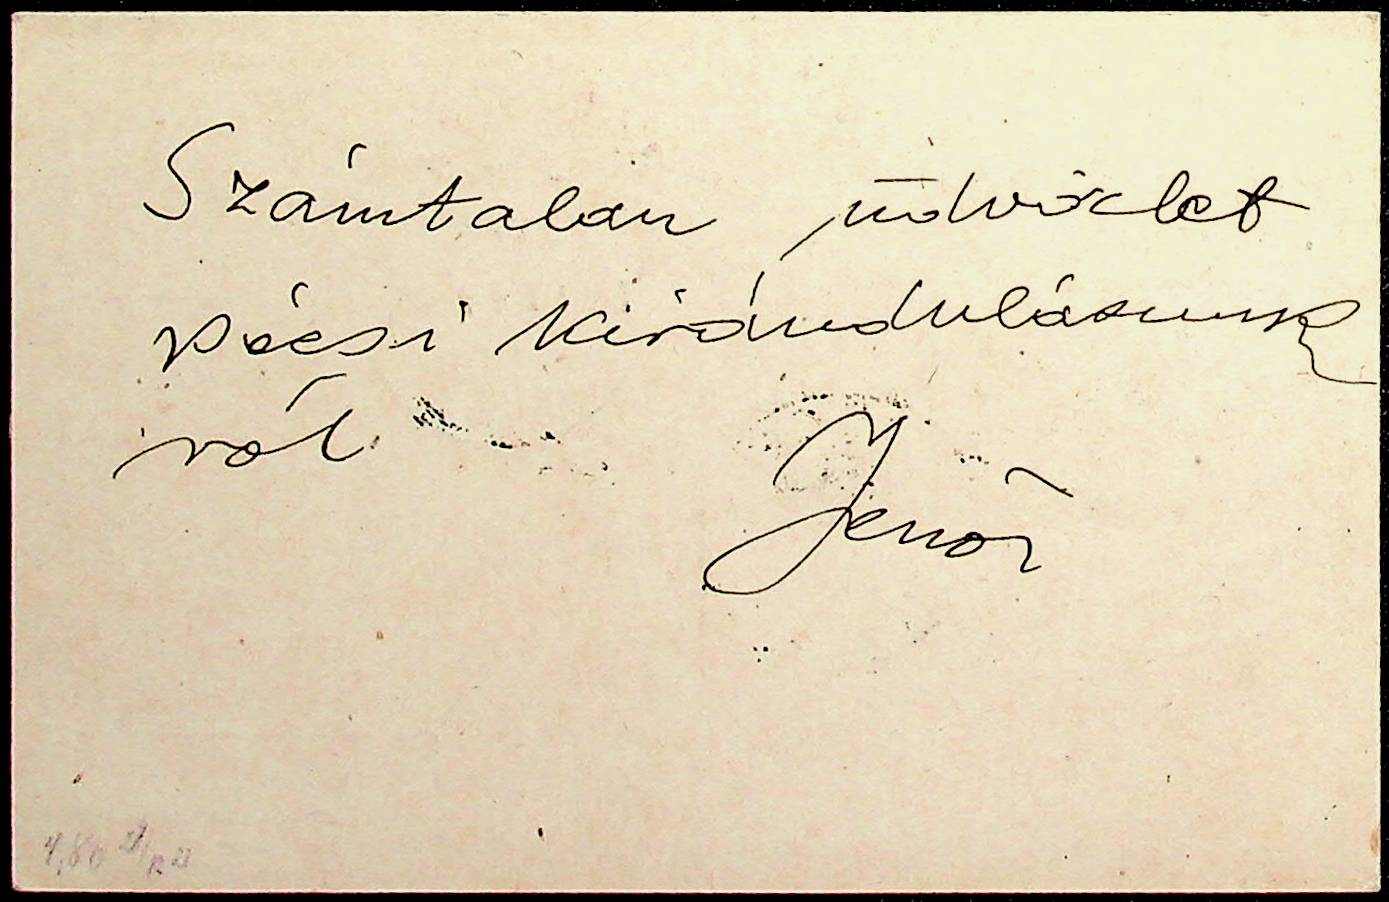 Számtalan üdvözlet
pécsi kirándulásunk
ról
Jenő